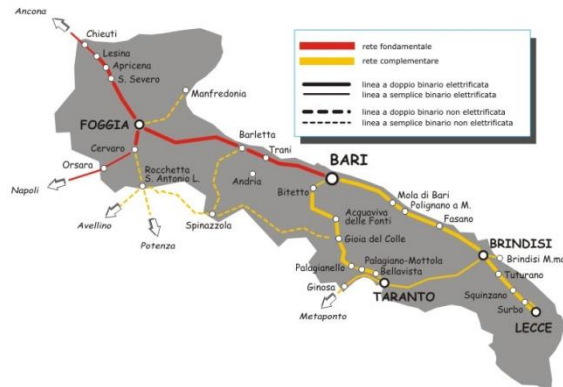 Ancona
Chieuti
Lesina
Apricena
S. Severo
Manfredonia
FOGGIA
Cervaro
Orsara
Napoli
Rocchetta
S. Antonio L.
Avellino
Potenza
Spinazzola
Barletta
Trani
Andria
BARI
Bitetto
Mola di Bari
Polignano a M.
Fasano
Acquaviva
delle Fonti
Gioia del Colle
Palagianello
Palagiano-Mottola
Bellavista
Ginosa
TARANTO
Metaponto
BRINDISI
Tuturano
Squinzano
Surbo
LECCE
rete fondamentale
rete complementare
linea a doppio binario elettrificata
linea a semplice binario elettrificata
linea a doppio binario non elettrificata
linea a semplice binario non elettrificata